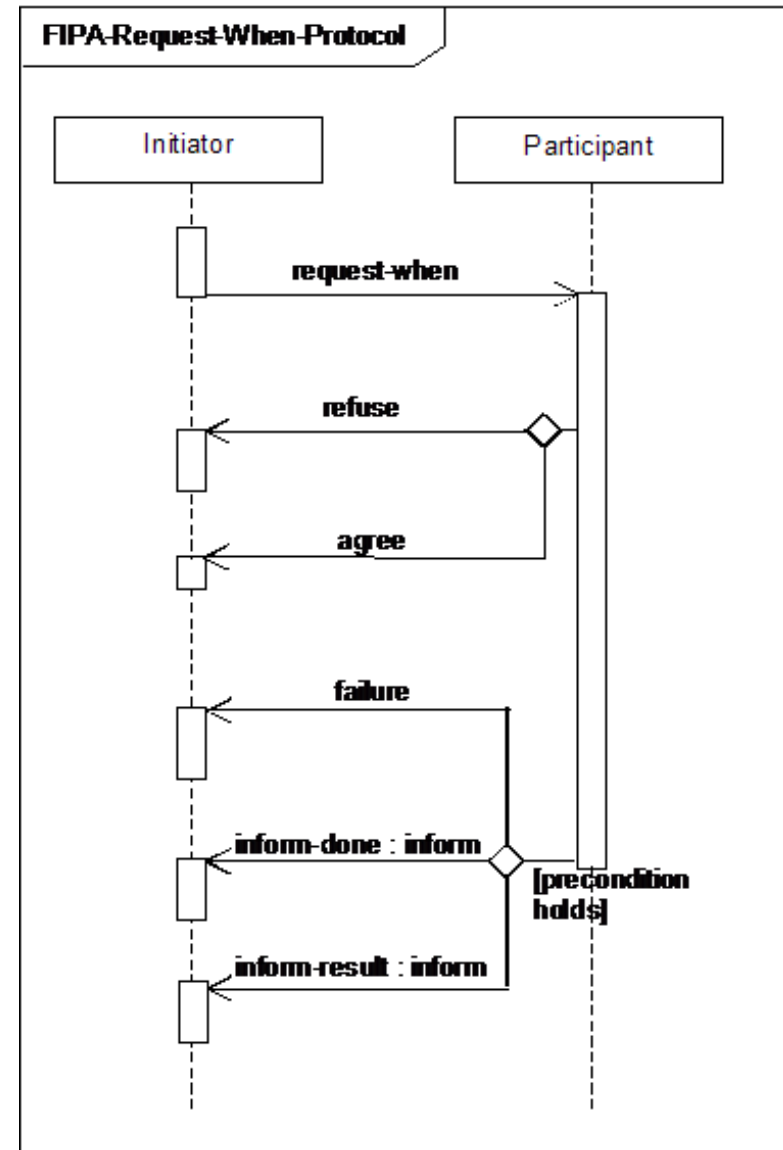 FIPA-Request-When-Protocol
Initiator
Participant
request-when
refuse
agree
failure
inform-done : inform
[precondition
holds]
inform-result : inform